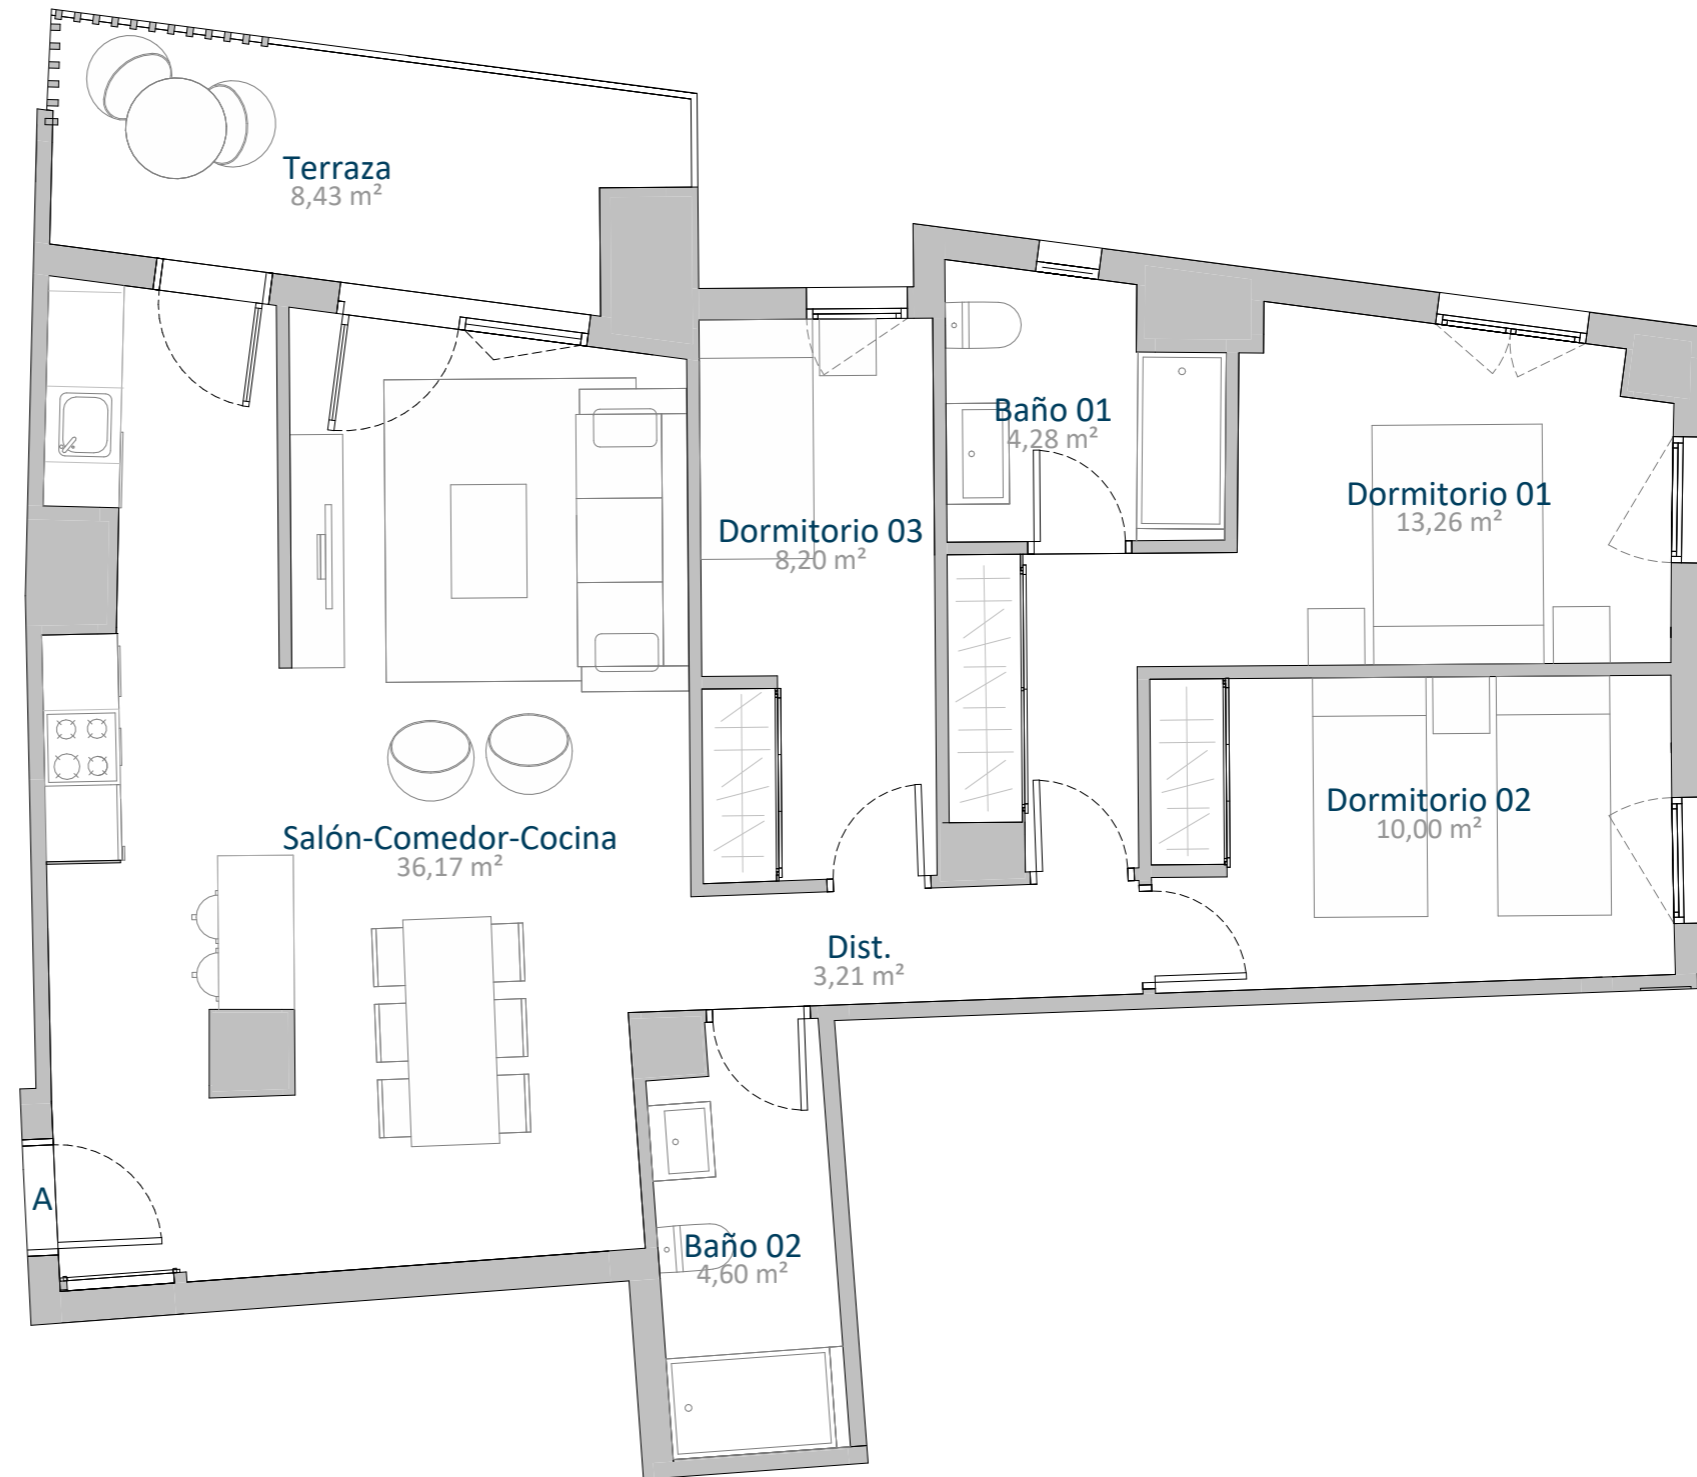 Terraza
8,43 m²
Baño 01
4,28 m²
Dormitorio 01
13,26 m²
Dormitorio 03
8,20 m²
Dormitorio 02
10,00 m²
Salón-Comedor-Cocina
36,17 m²
Dist.
3,21 m²
A
Baño 02
4,60 m²